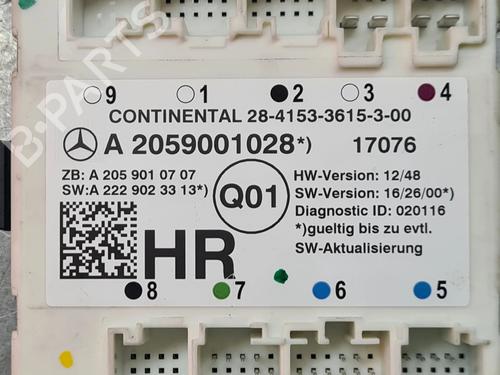 9 1 2 3 4
CONTINENTAL 28-4153-3615-3-00
A 2059001028*) 17076
ZB: A 205 901 07 07
SW:A 222 902 33 13*)
Q01
HW-Version: 12/48
SW-Version: 16/26/00*)
Diagnostic ID: 020116
*)gueltig bis zu evtl.
SW-Aktualisierung
HR
8 7 6 5
B-PARTS